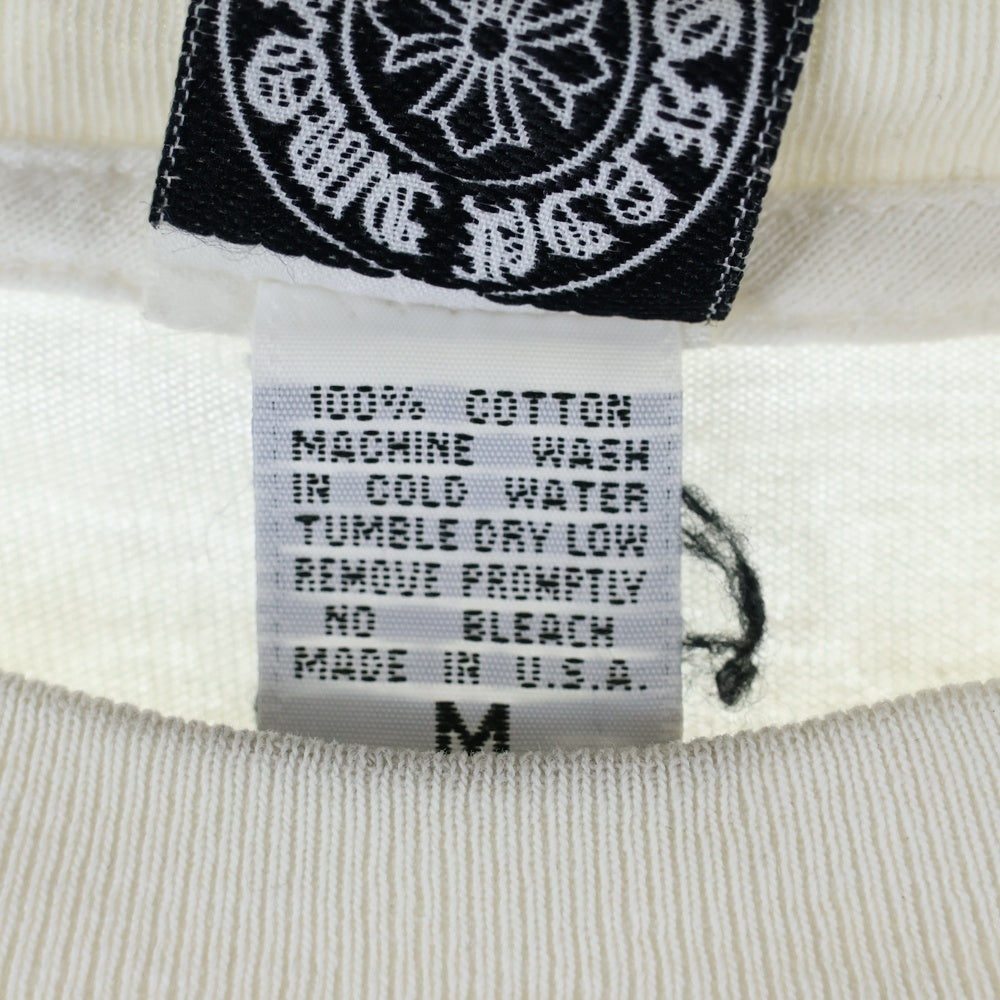 100% COTTON
MACHINE WASH
IN COLD WATER
TUMBLE DRY LOW
REMOVE PROMPTLY
NO BLEACH
MADE IN U.S.A.
M